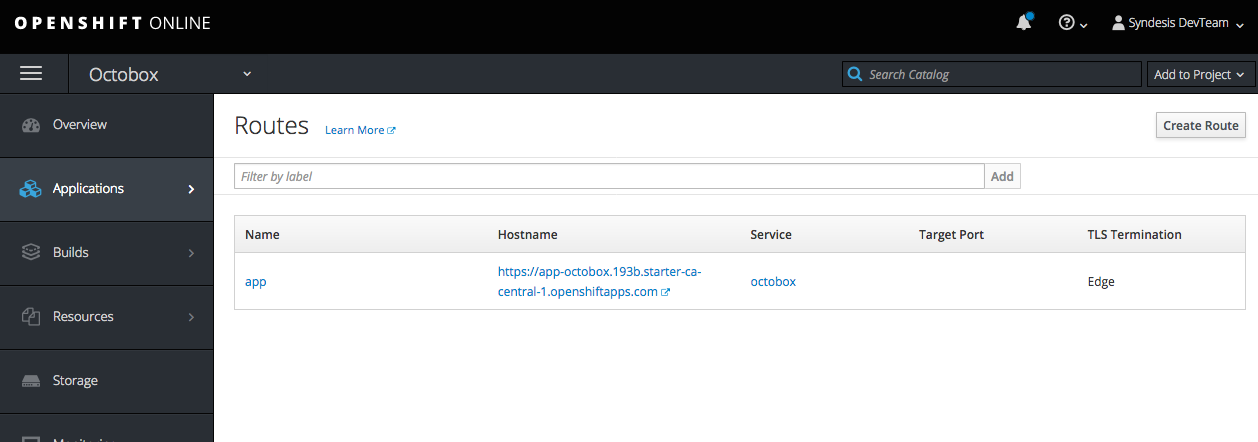 OPENSHIFT ONLINE
Syndesis DevTeam
Octobox
Search Catalog
Add to Project
Overview
Applications
Builds
Resources
Storage
Routes Learn More
Create Route
Filter by label
Add
Name Hostname Service Target Port TLS Termination
app https://app-octobox.193b.starter-ca- octobox Edge
central-1.openshiftapps.com